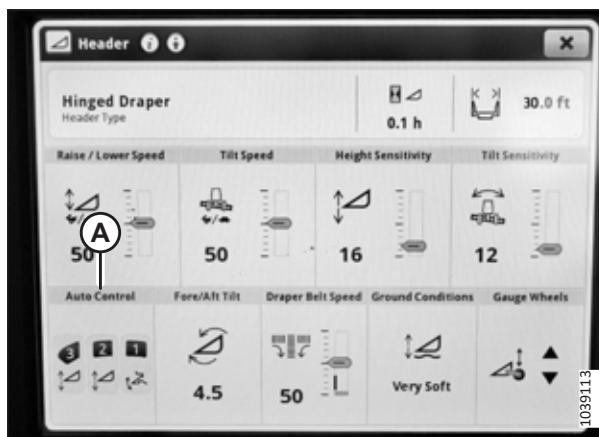 Header i
Hinged Draper
Header Type
0.1 h
30.0 ft
Raise / Lower Speed Tilt Speed Height Sensitivity Tilt Sensitivity
A
50 50 16 12
Auto Control Fore/Aft Tilt Draper Belt Speed Ground Conditions Gauge Wheels
3 2 1
4.5 50 Very Soft
1039113